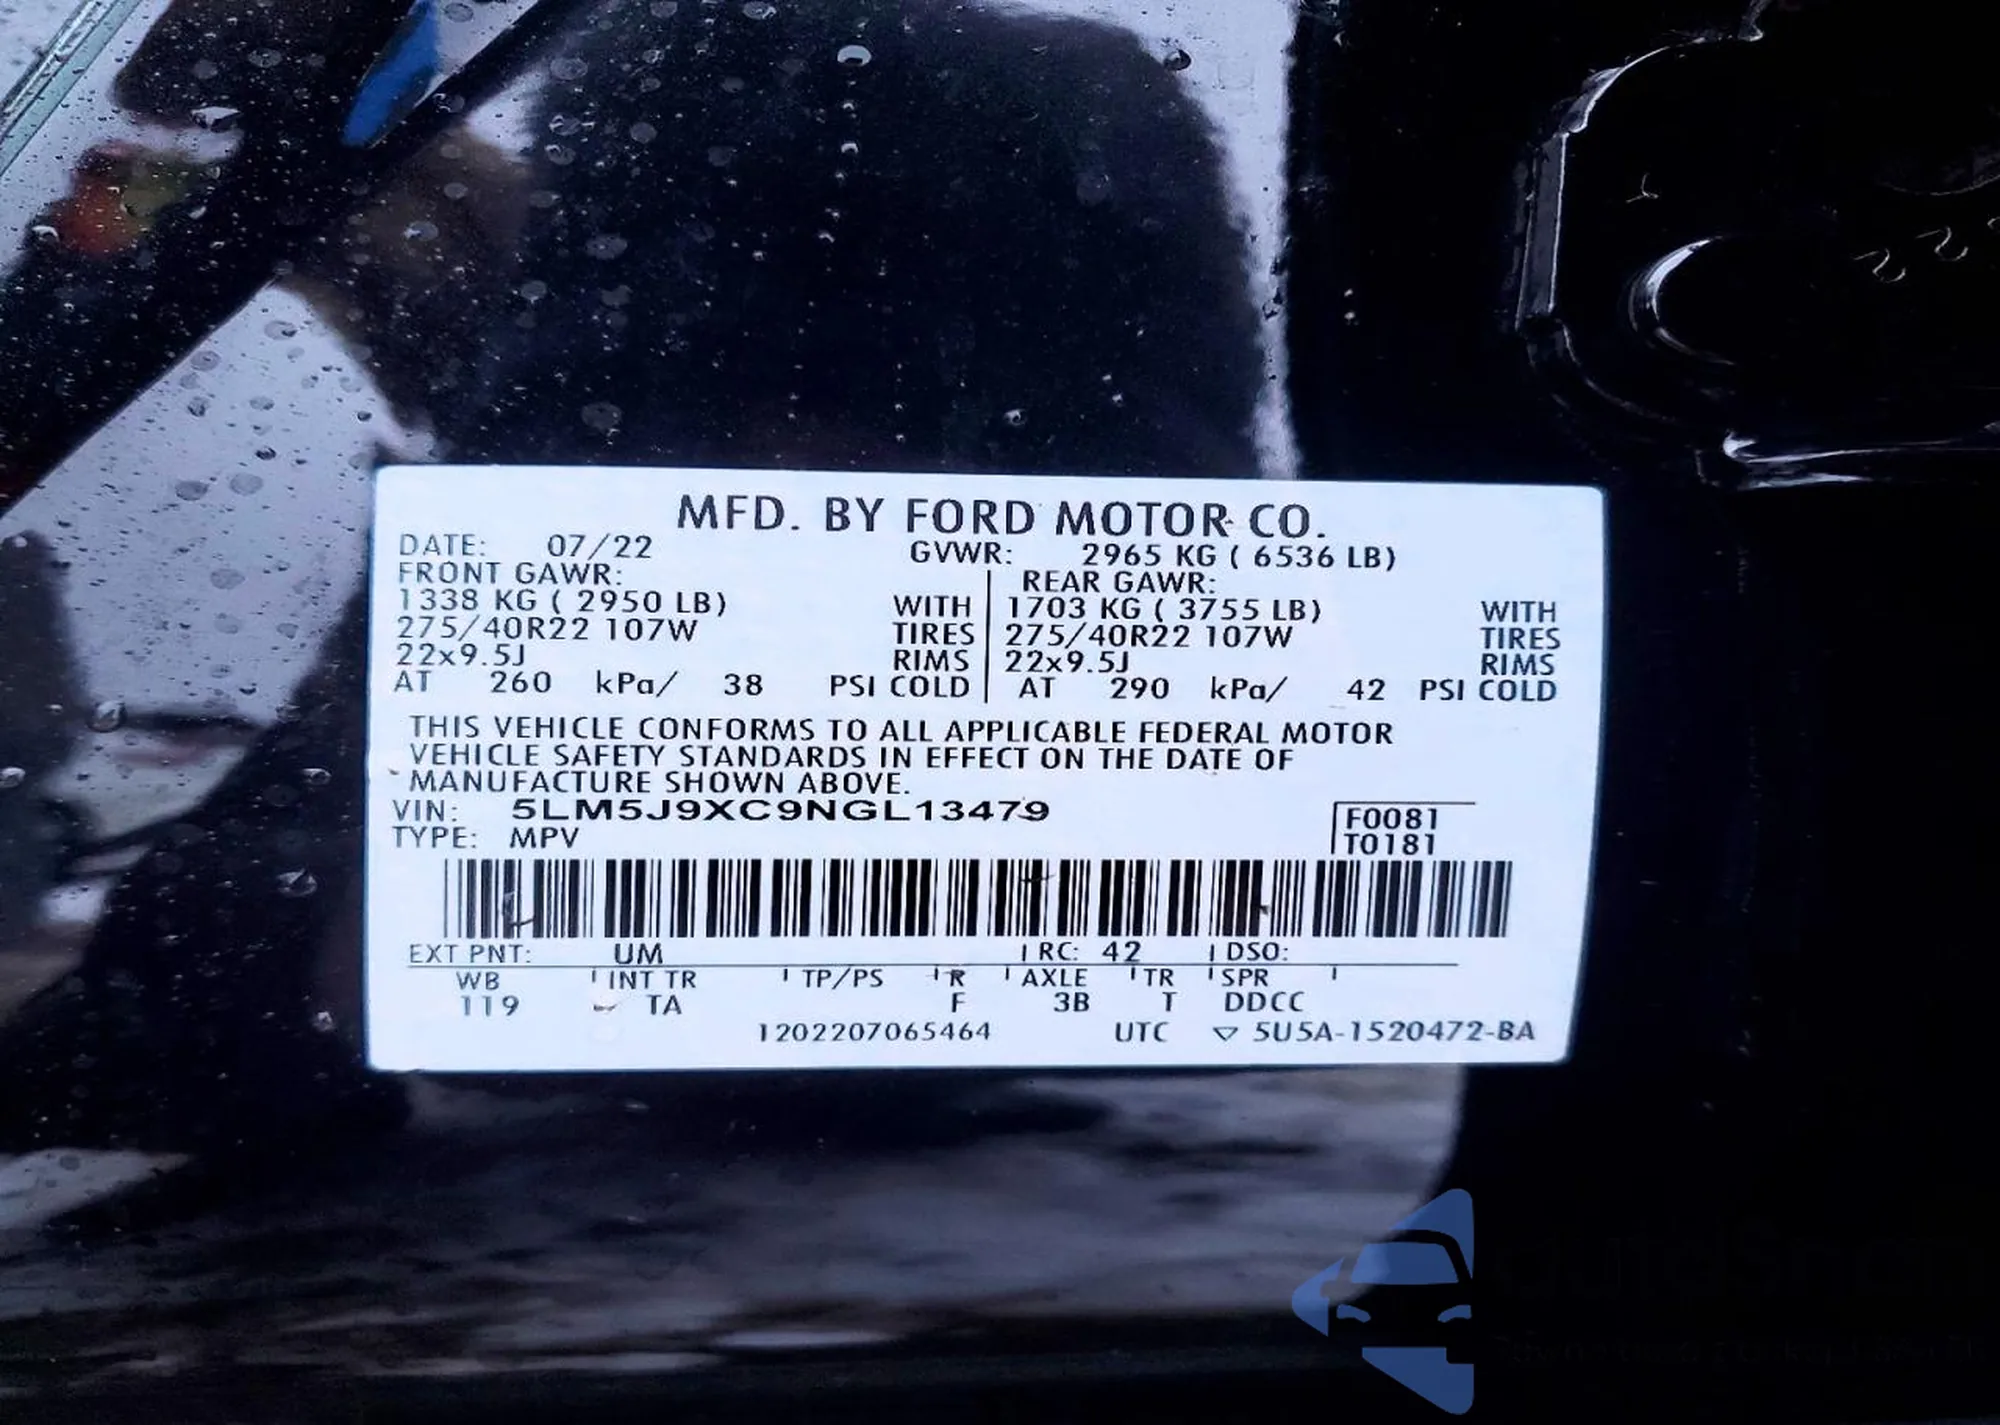 MFD. BY FORD MOTOR CO.
DATE: 07/22 GVWR: 2965 KG ( 6536 LB)
FRONT GAWR: REAR GAWR:
1338 KG ( 2950 LB) WITH 1703 KG ( 3755 LB) WITH
275/40R22 107W TIRES 275/40R22 107W TIRES
22x9.5J RIMS 22x9.5J RIMS
AT 260 kPa/ 38 PSI COLD AT 290 kPa/ 42 PSI COLD
THIS VEHICLE CONFORMS TO ALL APPLICABLE FEDERAL MOTOR
VEHICLE SAFETY STANDARDS IN EFFECT ON THE DATE OF
MANUFACTURE SHOWN ABOVE.
VIN: 5LM5J9XC9NGL13479 F0081
TYPE: MPV T0181
EXT PNT: UM RC: 42 DSO:
WB INT TR TP/PS R AXLE TR SPR
119 TA F 3B T DDCC
1202207065464 UTC ▽ 5U5A-1520472-BA